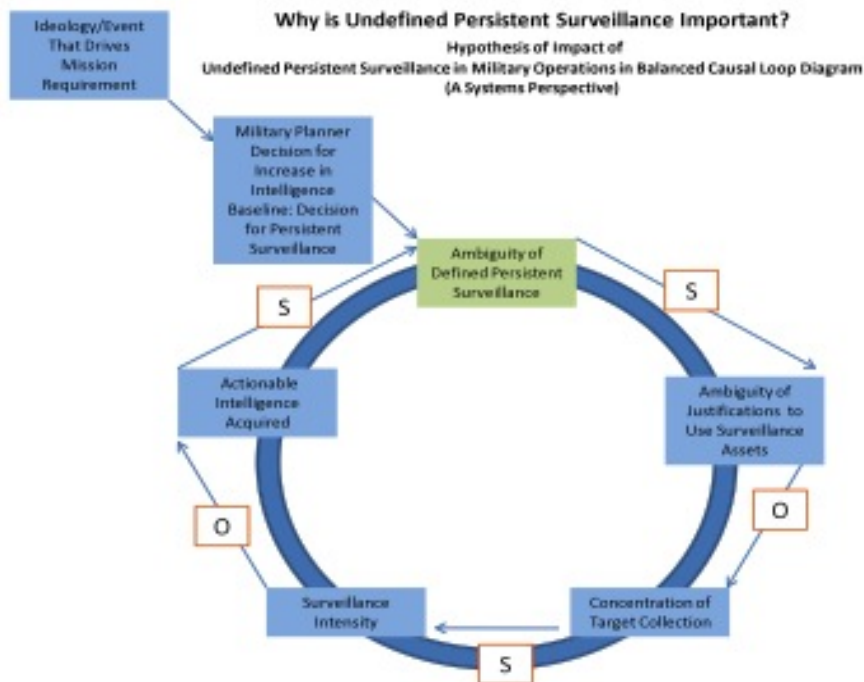 Why is Undefined Persistent Surveillance Important?
Hypothesis of Impact of
Undefined Persistent Surveillance in Military Operations in Balanced Causal Loop Diagram
(A Systems Perspective)
Ideology/Event
That Drives
Mission
Requirement
Military Planner
Decision for
Increase in
Intelligence
Baseline: Decision
for Persistent
Surveillance
Ambiguity of
Defined Persistent
Surveillance
S
S
Actionable
Intelligence
Acquired
Ambiguity of
Justifications to
Use Surveillance
Assets
O
O
Surveillance
Intensity
Concentration of
Target Collection
S